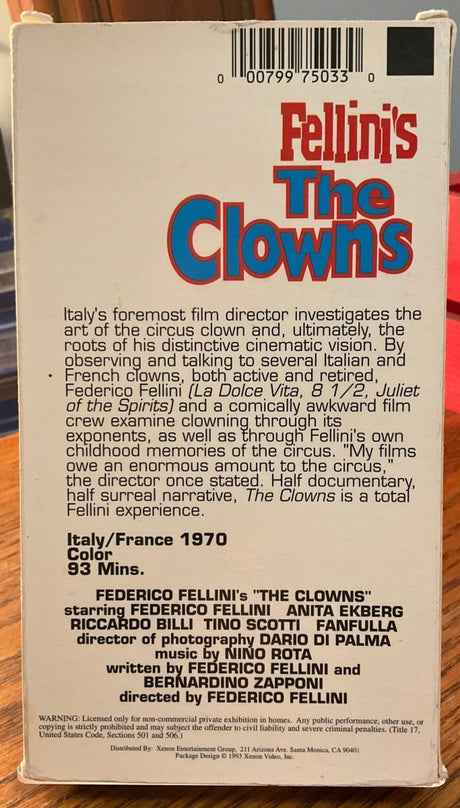 0 00799 75033 0
Fellini's
The
Clowns
Italy's foremost film director investigates the
art of the circus clown and, ultimately, the
roots of his distinctive cinematic vision. By
observing and talking to several Italian and
French clowns, both active and retired,
Federico Fellini (La Dolce Vita, 8 1/2, Juliet
of the Spirits) and a comically awkward film
crew examine clowning through its
exponents, as well as through Fellini's own
childhood memories of the circus. "My films
owe an enormous amount to the circus,"
the director once stated. Half documentary,
half surreal narrative, The Clowns is a total
Fellini experience.
Italy/France 1970
Color
93 Mins.
FEDERICO FELLINI's "THE CLOWNS"
starring FEDERICO FELLINI ANITA EKBERG
RICCARDO BILLI TINO SCOTTI FANFULLA
director of photography DARIO DI PALMA
music by NINO ROTA
written by FEDERICO FELLINI and
BERNARDINO ZAPPONI
directed by FEDERICO FELLINI
WARNING: Licensed only for non-commercial private exhibition in homes. Any public performance, other use, or
copying is strictly prohibited and may subject the offender to civil liability and severe criminal penalties. (Title 17,
United States Code, Sections 501 and 506.)
Distributed By: Xenon Entertainment Group, 211 Arizona Ave. Santa Monica, CA 90401
Package Design © 1993 Xenon Video, Inc.